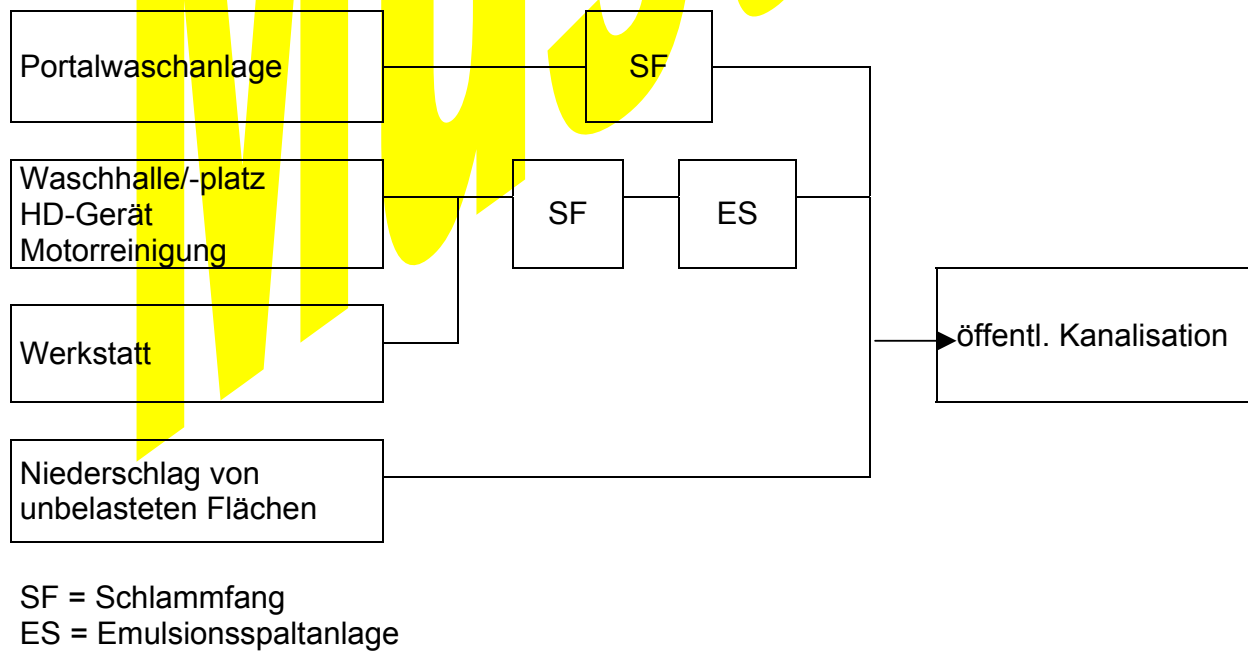 Portalwaschanlage
SF
Waschhalle/-platz
HD-Gerät
Motorreinigung
SF
ES
Werkstatt
öffentl. Kanalisation
Niederschlag von
unbelasteten Flächen
SF = Schlammfang
ES = Emulsionsspaltanlage